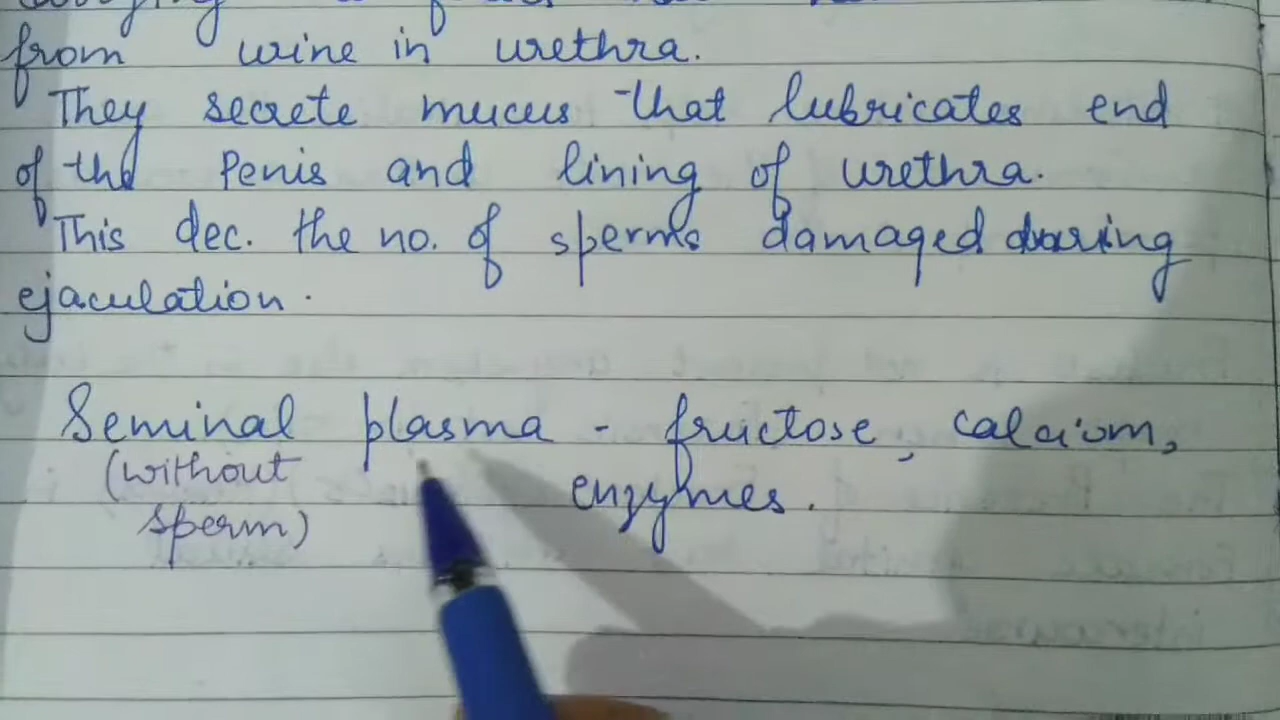 from urine in urethra.
They secrete mucus that lubricates end
of the Penis and lining of urethra.
This dec. the no. of sperms damaged during
ejaculation.
Seminal plasma - fructose, calcium,
(without enzymes.
sperm)